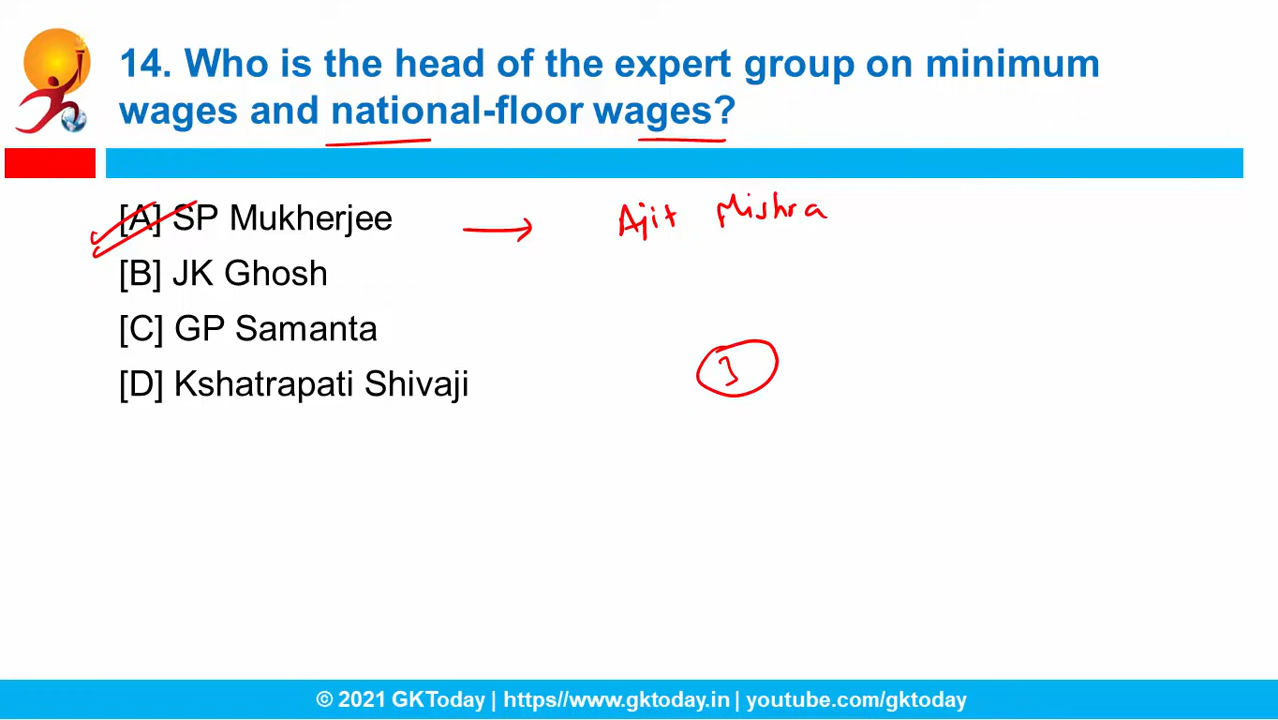 14. Who is the head of the expert group on minimum
wages and national-floor wages?
[A] SP Mukherjee
Ajit Mishra
[B] JK Ghosh
[C] GP Samanta
[D] Kshatrapati Shivaji
© 2021 GKToday | https//www.gktoday.in | youtube.com/gktoday